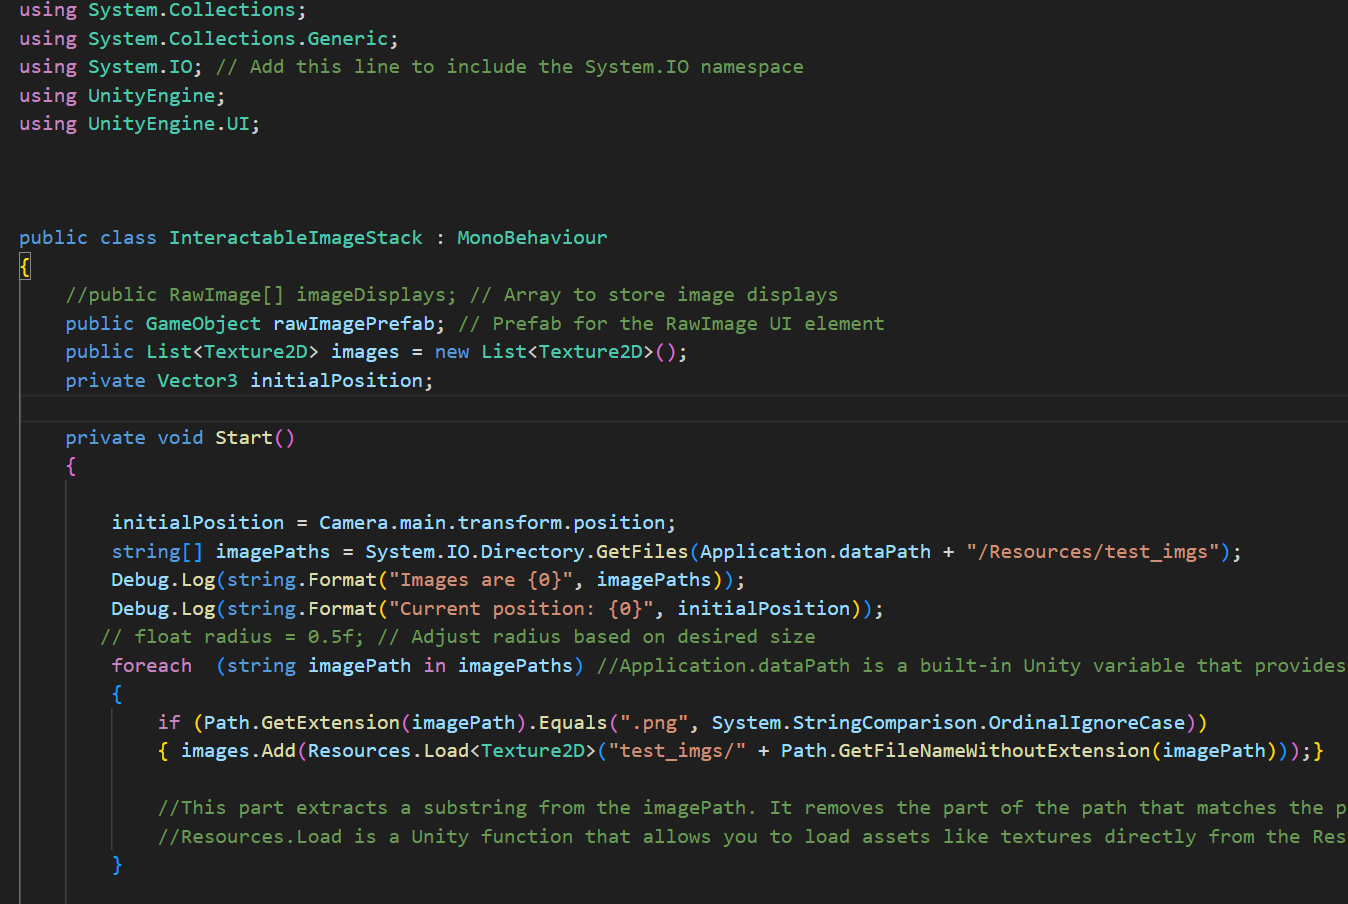 using System.Collections;
using System.Collections.Generic;
using System.IO; // Add this line to include the System.IO namespace
using UnityEngine;
using UnityEngine.UI;
public class InteractableImageStack : MonoBehaviour
{
//public RawImage[] imageDisplays; // Array to store image displays
public GameObject rawImagePrefab; // Prefab for the RawImage UI element
public List<Texture2D> images = new List<Texture2D>();
private Vector3 initialPosition;
private void Start()
{
initialPosition = Camera.main.transform.position;
string[] imagePaths = System.IO.Directory.GetFiles(Application.dataPath + "/Resources/test_imgs");
Debug.Log(string.Format("Images are {0}", imagePaths));
Debug.Log(string.Format("Current position: {0}", initialPosition));
// float radius = 0.5f; // Adjust radius based on desired size
foreach  (string imagePath in imagePaths) //Application.dataPath is a built-in Unity variable that provides
{
if (Path.GetExtension(imagePath).Equals(".png", System.StringComparison.OrdinalIgnoreCase))
{ images.Add(Resources.Load<Texture2D>("test_imgs/" + Path.GetFileNameWithoutExtension(imagePath)));}
//This part extracts a substring from the imagePath. It removes the part of the path that matches the p
//Resources.Load is a Unity function that allows you to load assets like textures directly from the Res
}